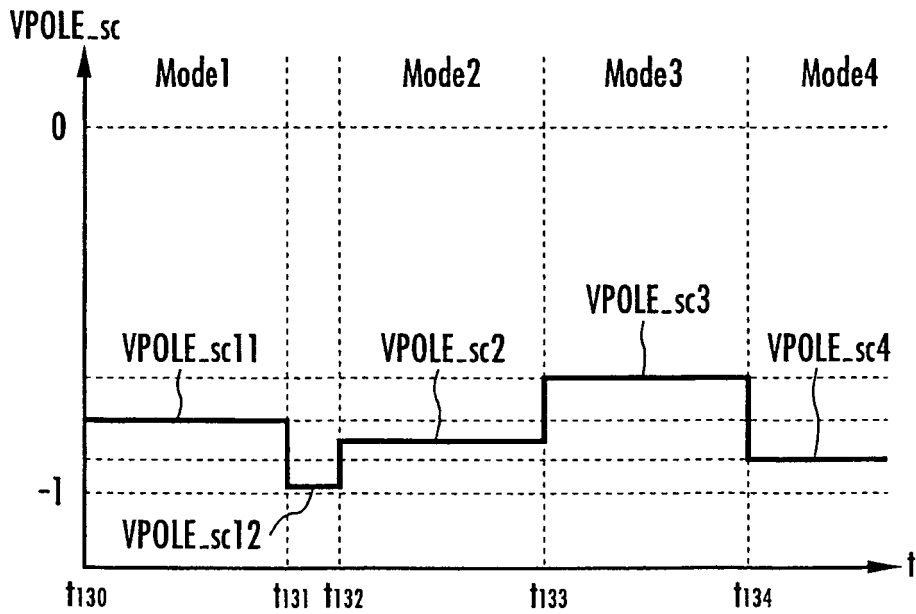 VPOLE_sc
Mode1 Mode2 Mode3 Mode4
0
VPOLE_sc3
VPOLE_sc11 VPOLE_sc2 VPOLE_sc4
-1
VPOLE_sc12
t
t130 t131 t132 t133 t134